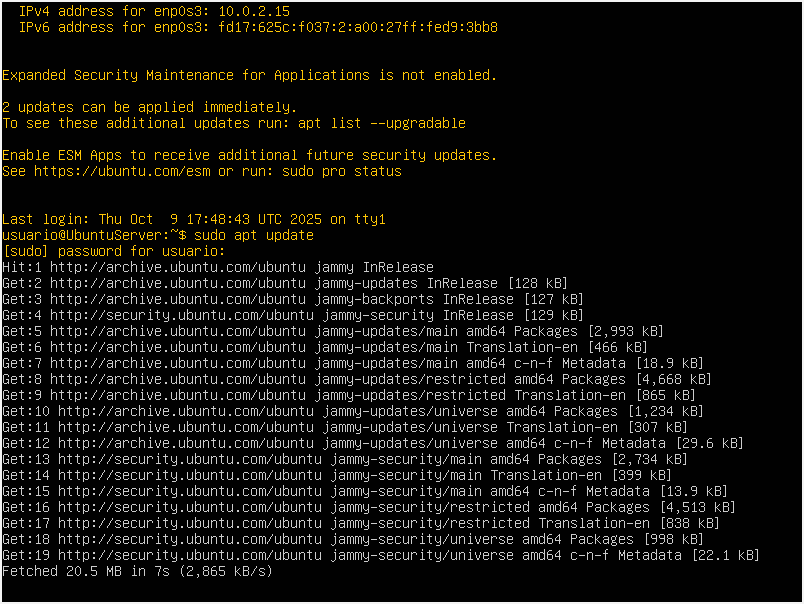 IPv4 address for enp0s3: 10.0.2.15
IPv6 address for enp0s3: fd17:625c:f037:2:a00:27ff:fed9:3bb8
Expanded Security Maintenance for Applications is not enabled.
2 updates can be applied immediately.
To see these additional updates run: apt list --upgradable
Enable ESM Apps to receive additional future security updates.
See https://ubuntu.com/esm or run: sudo pro status
Last login: Thu Oct  9 17:48:43 UTC 2025 on tty1
usuario@UbuntuServer:~$ sudo apt update
[sudo] password for usuario:
Hit:1 http://archive.ubuntu.com/ubuntu jammy InRelease
Get:2 http://archive.ubuntu.com/ubuntu jammy-updates InRelease [128 kB]
Get:3 http://archive.ubuntu.com/ubuntu jammy-backports InRelease [127 kB]
Get:4 http://security.ubuntu.com/ubuntu jammy-security InRelease [129 kB]
Get:5 http://archive.ubuntu.com/ubuntu jammy-updates/main amd64 Packages [2,993 kB]
Get:6 http://archive.ubuntu.com/ubuntu jammy-updates/main Translation-en [466 kB]
Get:7 http://archive.ubuntu.com/ubuntu jammy-updates/main amd64 c-n-f Metadata [18.9 kB]
Get:8 http://archive.ubuntu.com/ubuntu jammy-updates/restricted amd64 Packages [4,668 kB]
Get:9 http://archive.ubuntu.com/ubuntu jammy-updates/restricted Translation-en [865 kB]
Get:10 http://archive.ubuntu.com/ubuntu jammy-updates/universe amd64 Packages [1,234 kB]
Get:11 http://archive.ubuntu.com/ubuntu jammy-updates/universe Translation-en [307 kB]
Get:12 http://archive.ubuntu.com/ubuntu jammy-updates/universe amd64 c-n-f Metadata [29.6 kB]
Get:13 http://security.ubuntu.com/ubuntu jammy-security/main amd64 Packages [2,734 kB]
Get:14 http://security.ubuntu.com/ubuntu jammy-security/main Translation-en [399 kB]
Get:15 http://security.ubuntu.com/ubuntu jammy-security/main amd64 c-n-f Metadata [13.9 kB]
Get:16 http://security.ubuntu.com/ubuntu jammy-security/restricted amd64 Packages [4,513 kB]
Get:17 http://security.ubuntu.com/ubuntu jammy-security/restricted Translation-en [838 kB]
Get:18 http://security.ubuntu.com/ubuntu jammy-security/universe amd64 Packages [998 kB]
Get:19 http://security.ubuntu.com/ubuntu jammy-security/universe amd64 c-n-f Metadata [22.1 kB]
Fetched 20.5 MB in 7s (2,865 kB/s)